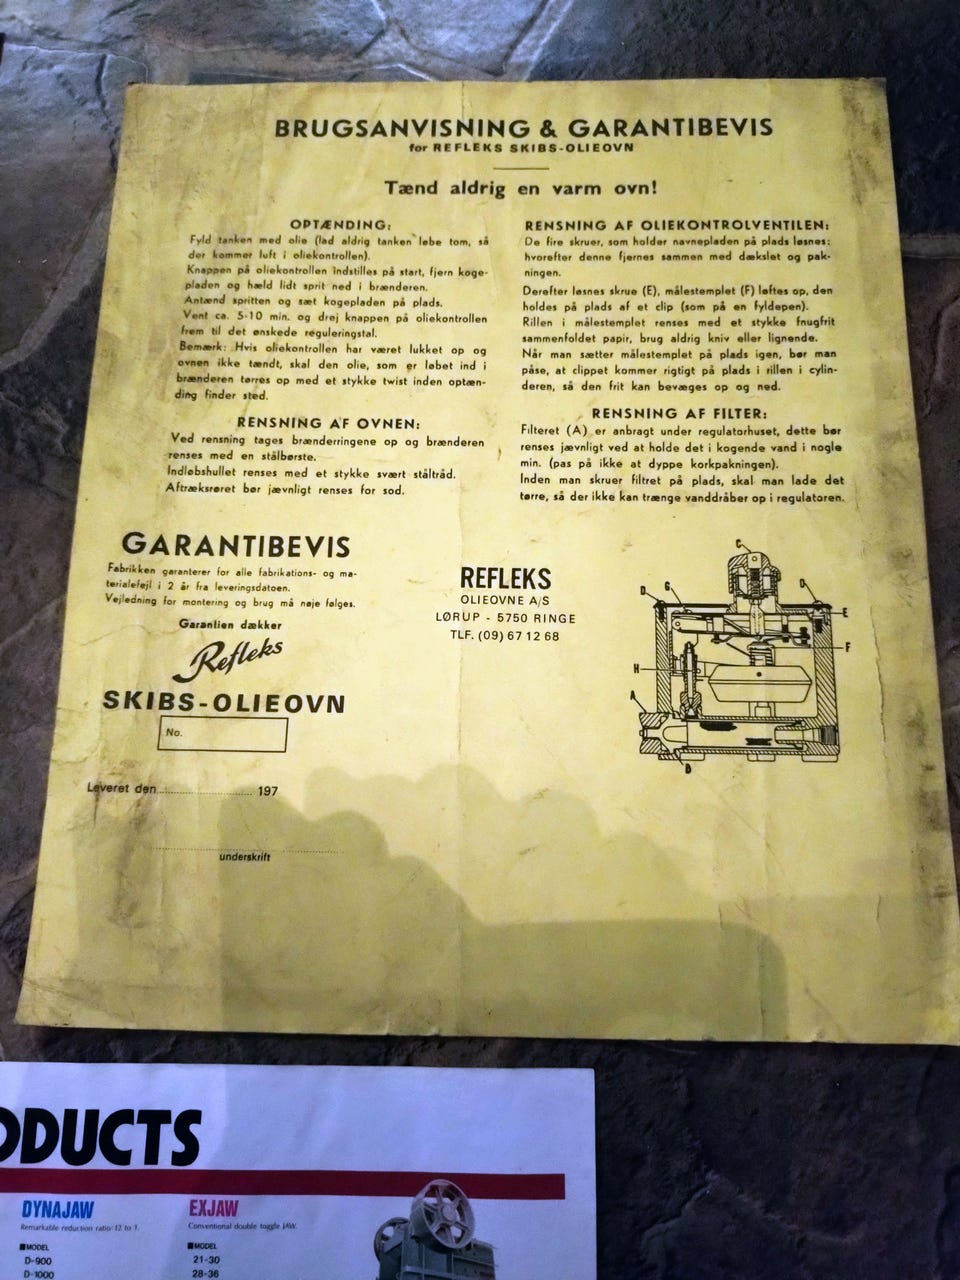 BRUGSANVISNING & GARANTIBEVIS
for REFLEKS SKIBS-OLIEOVN
Tænd aldrig en varm ovn!
OPTÆNDING:
Fyld tanken med olie (lad aldrig tanken løbe tom, så
der kommer luft i oliekontrollen).
Knappen på oliekontrollen indstilles på start, fjern koge-
pladen og hæld lidt sprit ned i brænderen.
Antænd spritten og sæt kogepladen på plads.
Vent ca. 5-10 min. og drej knappen på oliekontrollen
frem til det ønskede reguleringstal.
Bemærk: Hvis oliekontrollen har været lukket op og
ovnen ikke tændt, skal den olie, som er løbet ind i
brænderen tørres op med et stykke twist inden optæn-
ding finder sted.
RENSNING AF OVNEN:
Ved rensning tages brænderringene op og brænderen
renses med en stålbørste.
Indløbshullet renses med et stykke svært ståltråd.
Aftræksrøret bør jævnligt renses for sod.
RENSNING AF OLIEKONTROLVENTILEN:
De fire skruer, som holder navnepladen på plads løsnes;
hvorefter denne fjernes sammen med dækslet og pak-
ningen.
Derefter løsnes skrue (E), målestemplet (F) løftes op, den
holdes på plads af et clip (som på en fyldepen).
Rillen i målestemplet renses med et stykke fnugfrit
sammenfoldet papir, brug aldrig kniv eller lignende.
Når man sætter målestemplet på plads igen, bør man
påse, at clippet kommer rigtigt på plads i rillen i cylin-
deren, så den frit kan bevæges op og ned.
RENSNING AF FILTER:
Filteret (A) er anbragt under regulatorhuset, dette bør
renses jævnligt ved at holde det i kogende vand i nogle
min. (pas på ikke at dyppe korkpakningen).
Inden man skruer filtret på plads, skal man lade det
tørre, så der ikke kan trænge vanddråber op i regulatoren.
GARANTIBEVIS
Fabrikken garanterer for alle fabrikations- og ma-
terialefejl i 2 år fra leveringsdatoen.
Vejledning for montering og brug må nøje følges.
Garantien dækker
Refleks
SKIBS-OLIEOVN
No.
Leveret den 197
underskrift
REFLEKS
OLIEOVNE A/S
LØRUP - 5750 RINGE
TLF. (09) 67 12 68
C
D
G
D
E
F
H
A
B
ODUCTS
DYNAJAW
Remarkable reduction ratio: 12 to 1.
■MODEL
D-900
D-1000
EXJAW
Conventional double toggle JAW.
■MODEL
21-30
28-36